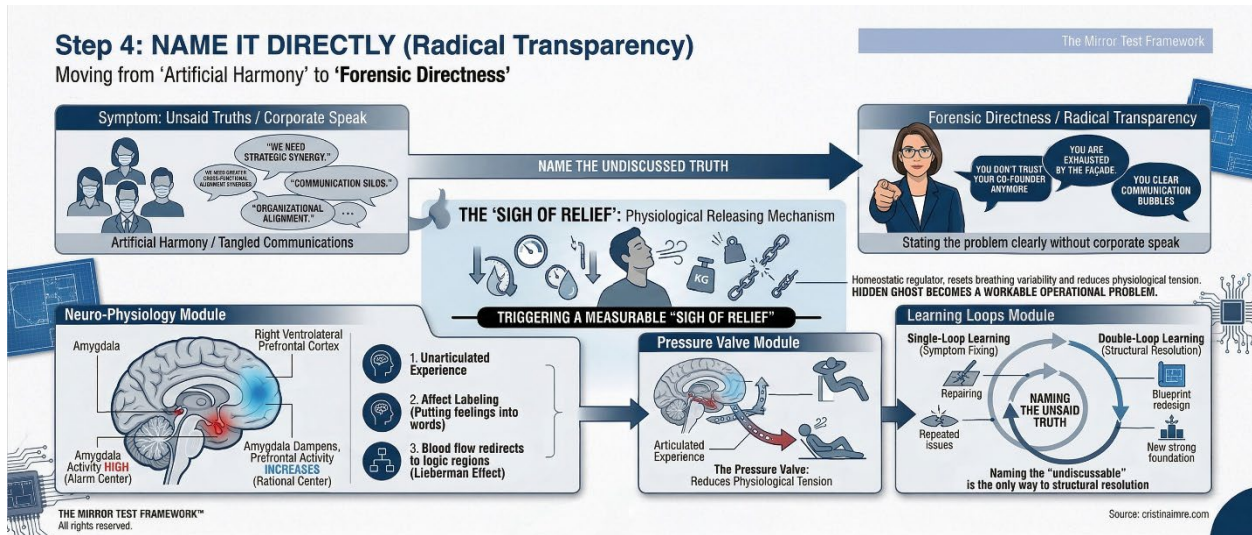 Step 4: NAME IT DIRECTLY (Radical Transparency)
Moving from 'Artificial Harmony' to 'Forensic Directness'
The Mirror Test Framework
Symptom: Unsaid Truths / Corporate Speak
"WE NEED
STRATEGIC SYNERGY."
WE NEED GREATER
CROSS-FUNCTIONAL
ALIGNMENT SYNERGIES.
"COMMUNICATION SILOS."
"ORGANIZATIONAL
ALIGNMENT."
...
Artificial Harmony / Tangled Communications
NAME THE UNDISCUSSED TRUTH
Forensic Directness / Radical Transparency
YOU DON'T TRUST
YOUR CO-FOUNDER
ANYMORE
YOU ARE
EXHAUSTED
BY THE FAÇADE.
YOU CLEAR
COMMUNICATION
BUBBLES
Stating the problem clearly without corporate speak
THE 'SIGH OF RELIEF': Physiological Releasing Mechanism
KG
TRIGGERING A MEASURABLE "SIGH OF RELIEF"
Homeostatic regulator, resets breathing variability and reduces physiological tension.
HIDDEN GHOST BECOMES A WORKABLE OPERATIONAL PROBLEM.
Neuro-Physiology Module
Amygdala
Right Ventrolateral
Prefrontal Cortex
Amygdala
Activity HIGH
(Alarm Center)
Amygdala Dampens,
Prefrontal Activity
INCREASES
(Rational Center)
1. Unarticulated
Experience
2. Affect Labeling
(Putting feelings into
words)
3. Blood flow redirects
to logic regions
(Lieberman Effect)
Pressure Valve Module
Articulated
Experience
The Pressure Valve:
Reduces Physiological Tension
Learning Loops Module
Single-Loop Learning
(Symptom Fixing)
Double-Loop Learning
(Structural Resolution)
Repairing
Repeated
issues
NAMING
THE UNSAID
TRUTH
Blueprint
redesign
New strong
foundation
Naming the "undiscussable"
is the only way to structural resolution
THE MIRROR TEST FRAMEWORK™
All rights reserved.
Source: cristinaimre.com